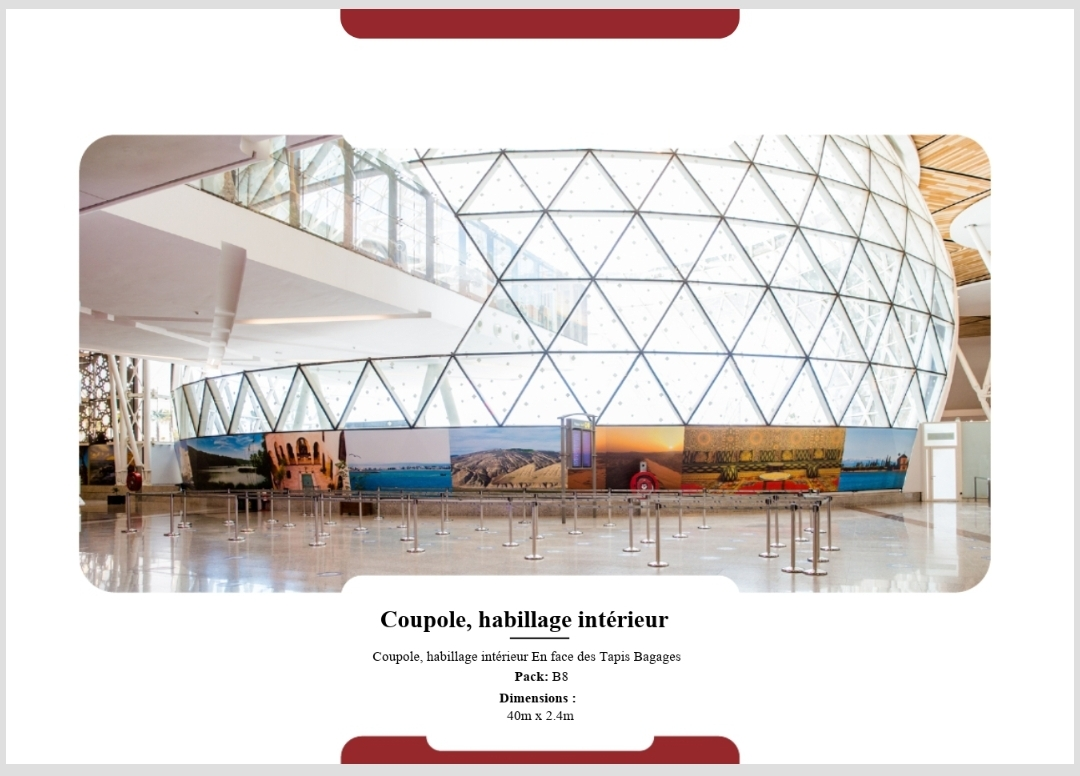 Coupole, habillage intérieur
Coupole, habillage intérieur En face des Tapis Bagages
Pack: B8
Dimensions :
40m x 2.4m